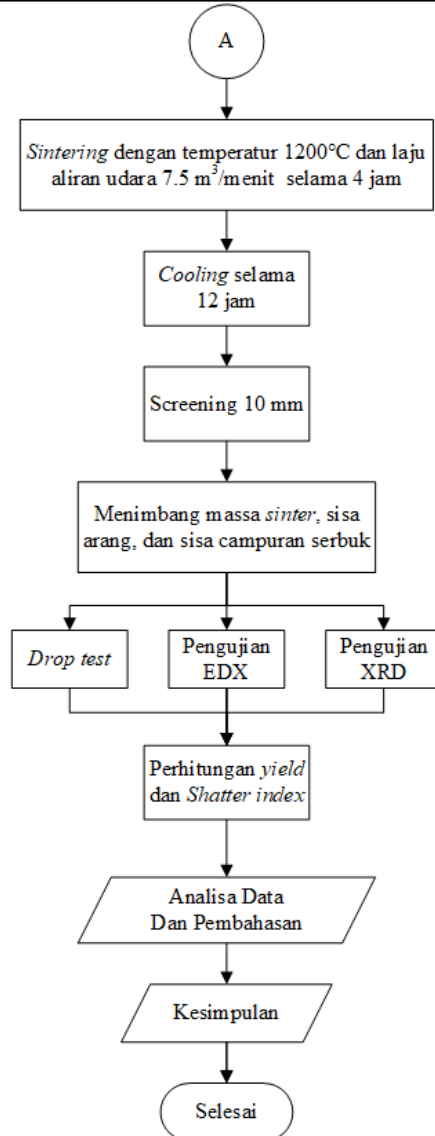 A
Sintering dengan temperatur 1200°C dan laju
aliran udara 7.5 m³/menit selama 4 jam
Cooling selama
12 jam
Screening 10 mm
Menimbang massa sinter, sisa
arang, dan sisa campuran serbuk
Drop test
Pengujian
EDX
Pengujian
XRD
Perhitungan yield
dan Shatter index
Analisa Data
Dan Pembahasan
Kesimpulan
Selesai